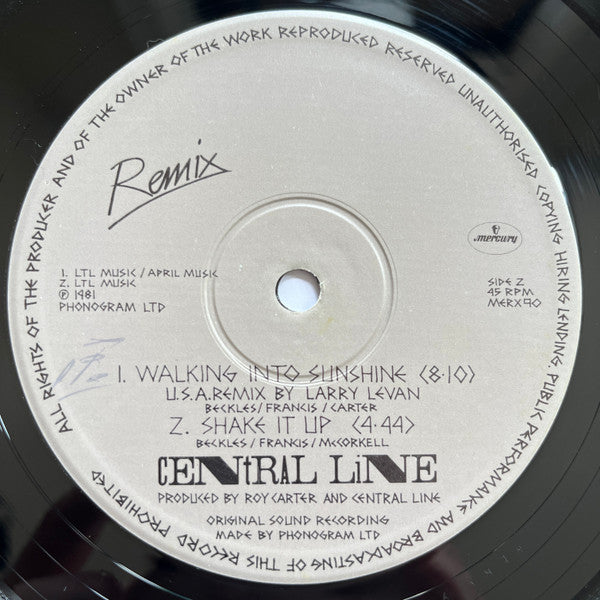 ALL RIGHTS OF THE PRODUCER AND OF THE OWNER OF THE WORK REPRODUCED RESERVED UNAUTHORISED COPYING HIRING LENDING, PUBLIC PERFORMANCE AND BROADCASTING OF THIS RECORD PROHIBITED
Remix
mercury
1. LTL MUSIC / APRIL MUSIC
2. LTL MUSIC
℗ 1981
PHONOGRAM LTD
SIDE 2
45 RPM
MERX90
1. WALKING INTO SUNSHINE <8·10>
U.S.A.REMIX BY LARRY LEVAN
BECKLES/FRANCIS/CARTER
2. SHAKE IT UP <4·44>
BECKLES/FRANCIS/McCORKELL
CENtRAL LiNE
PRODUCED BY ROY CARTER AND CENTRAL LINE
ORIGINAL SOUND RECORDING
MADE BY PHONOGRAM LTD